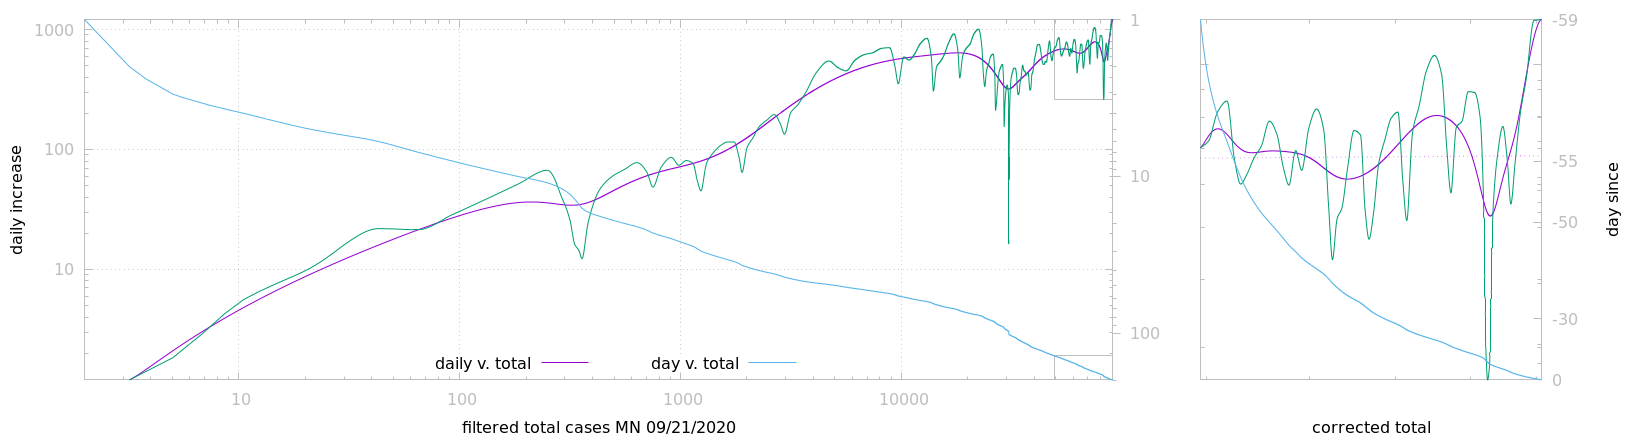 1000
100
10
daily increase
daily v. total
day v. total
10
100
1000
10000
filtered total cases MN 09/21/2020
1
10
100
-59
-55
-50
-30
0
day since
corrected total